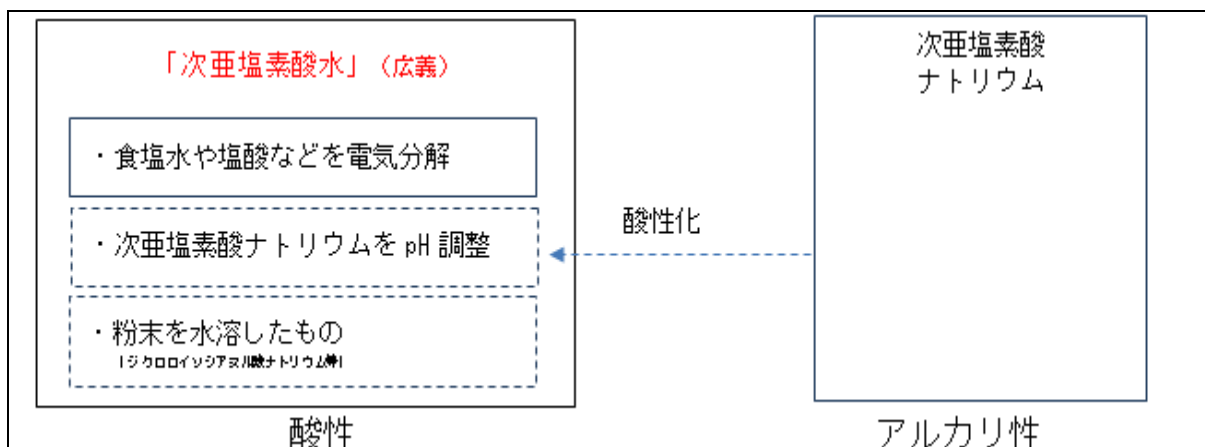 「次亜塩素酸水」（広義）
・食塩水や塩酸などを電気分解
・次亜塩素酸ナトリウムを pH 調整
・粉末を水溶したもの
（ジクロロイソシアヌル酸ナトリウム等）
酸性
酸性化
次亜塩素酸
ナトリウム
アルカリ性